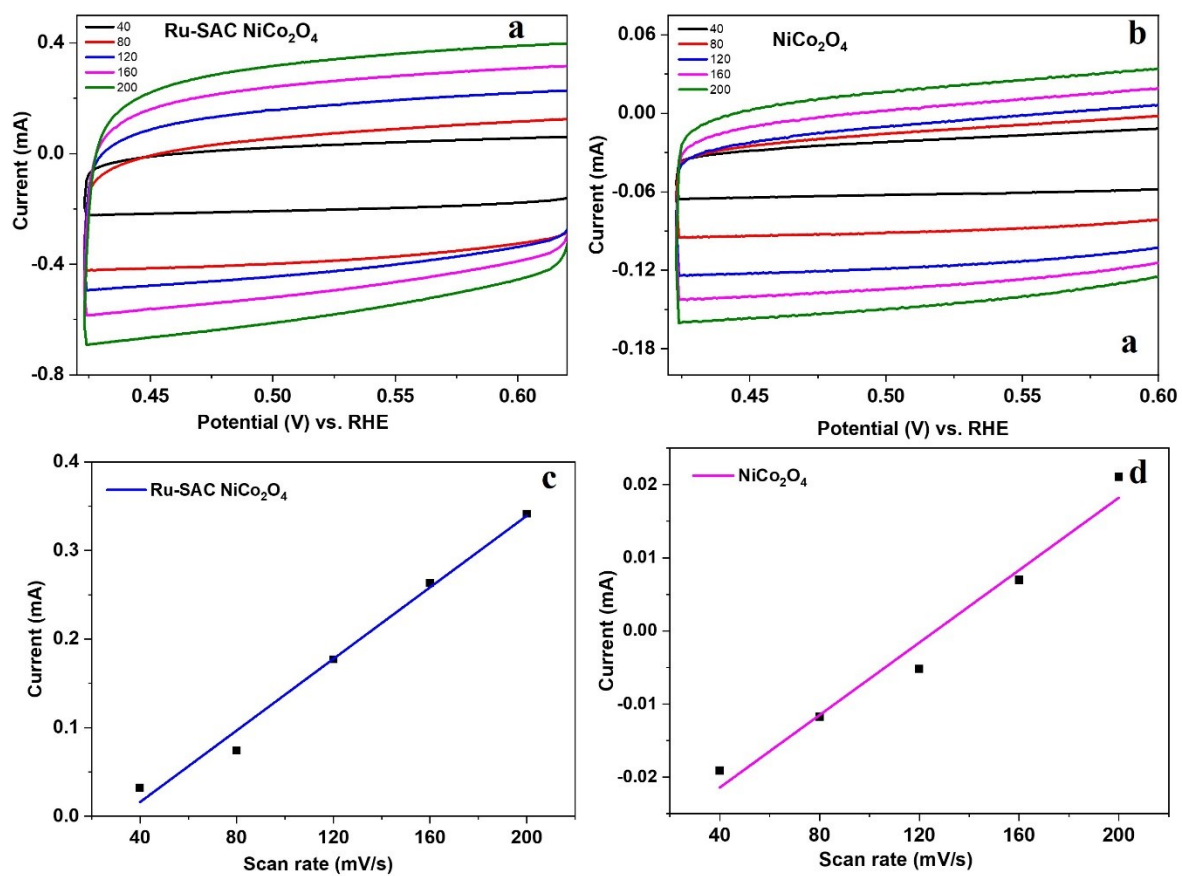 Ru-SAC NiCo₂O₄
a
40
80
120
160
200
0.4
0.0
-0.4
-0.8
Current (mA)
0.45
0.50
0.55
0.60
Potential (V) vs. RHE
NiCo₂O₄
b
40
80
120
160
200
0.06
0.00
-0.06
-0.12
-0.18
Current (mA)
a
0.45
0.50
0.55
0.60
Potential (V) vs. RHE
Ru-SAC NiCo₂O₄
c
0.4
0.3
0.2
0.1
0.0
Current (mA)
40
80
120
160
200
Scan rate (mV/s)
NiCo₂O₄
d
0.02
0.01
0.00
-0.01
-0.02
Current (mA)
40
80
120
160
200
Scan rate (mV/s)